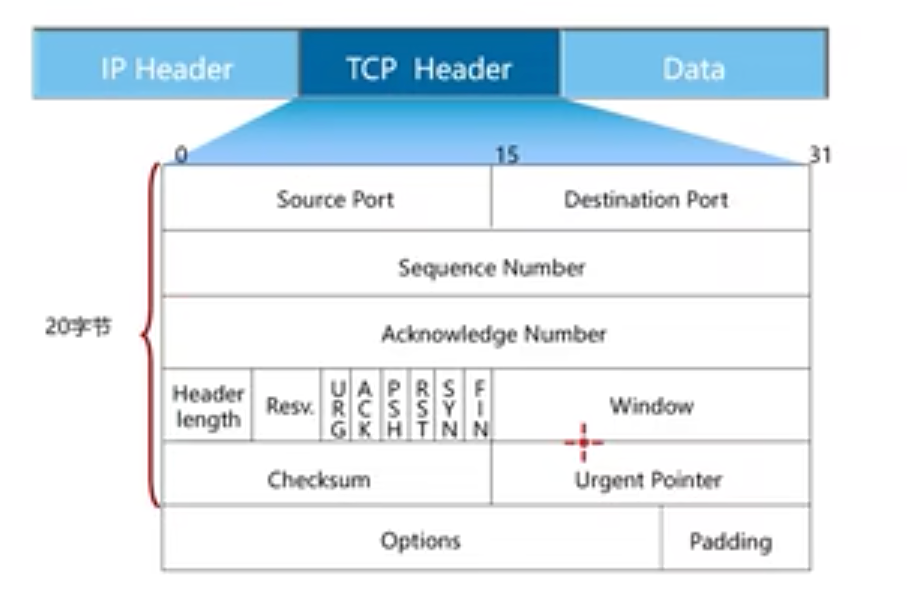 IP Header TCP Header Data
0 15 31
Source Port Destination Port
Sequence Number
20字节
Acknowledge Number
Header length Resv. URG ACK PSH RST SYN FIN Window
Checksum Urgent Pointer
Options Padding